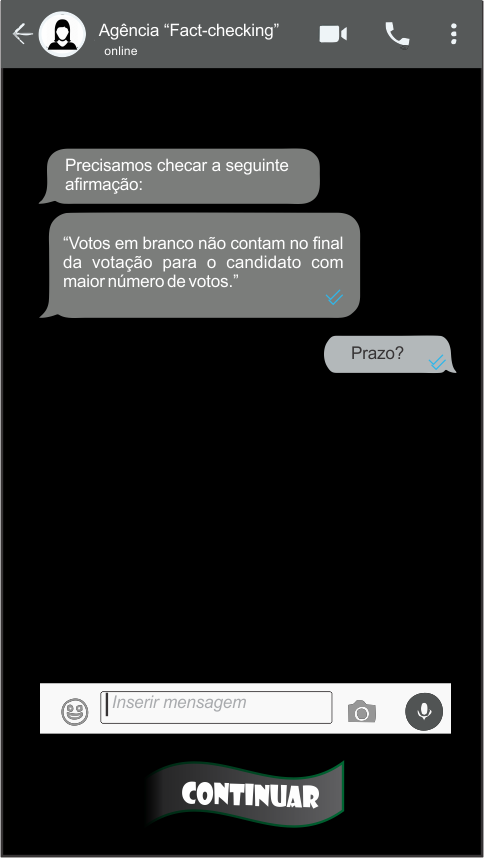 Agência “Fact-checking”
online
Precisamos checar a seguinte
afirmação:
“Votos em branco não contam no final
da votação para o candidato com
maior número de votos.”
Prazo?
Inserir mensagem
CONTINUAR